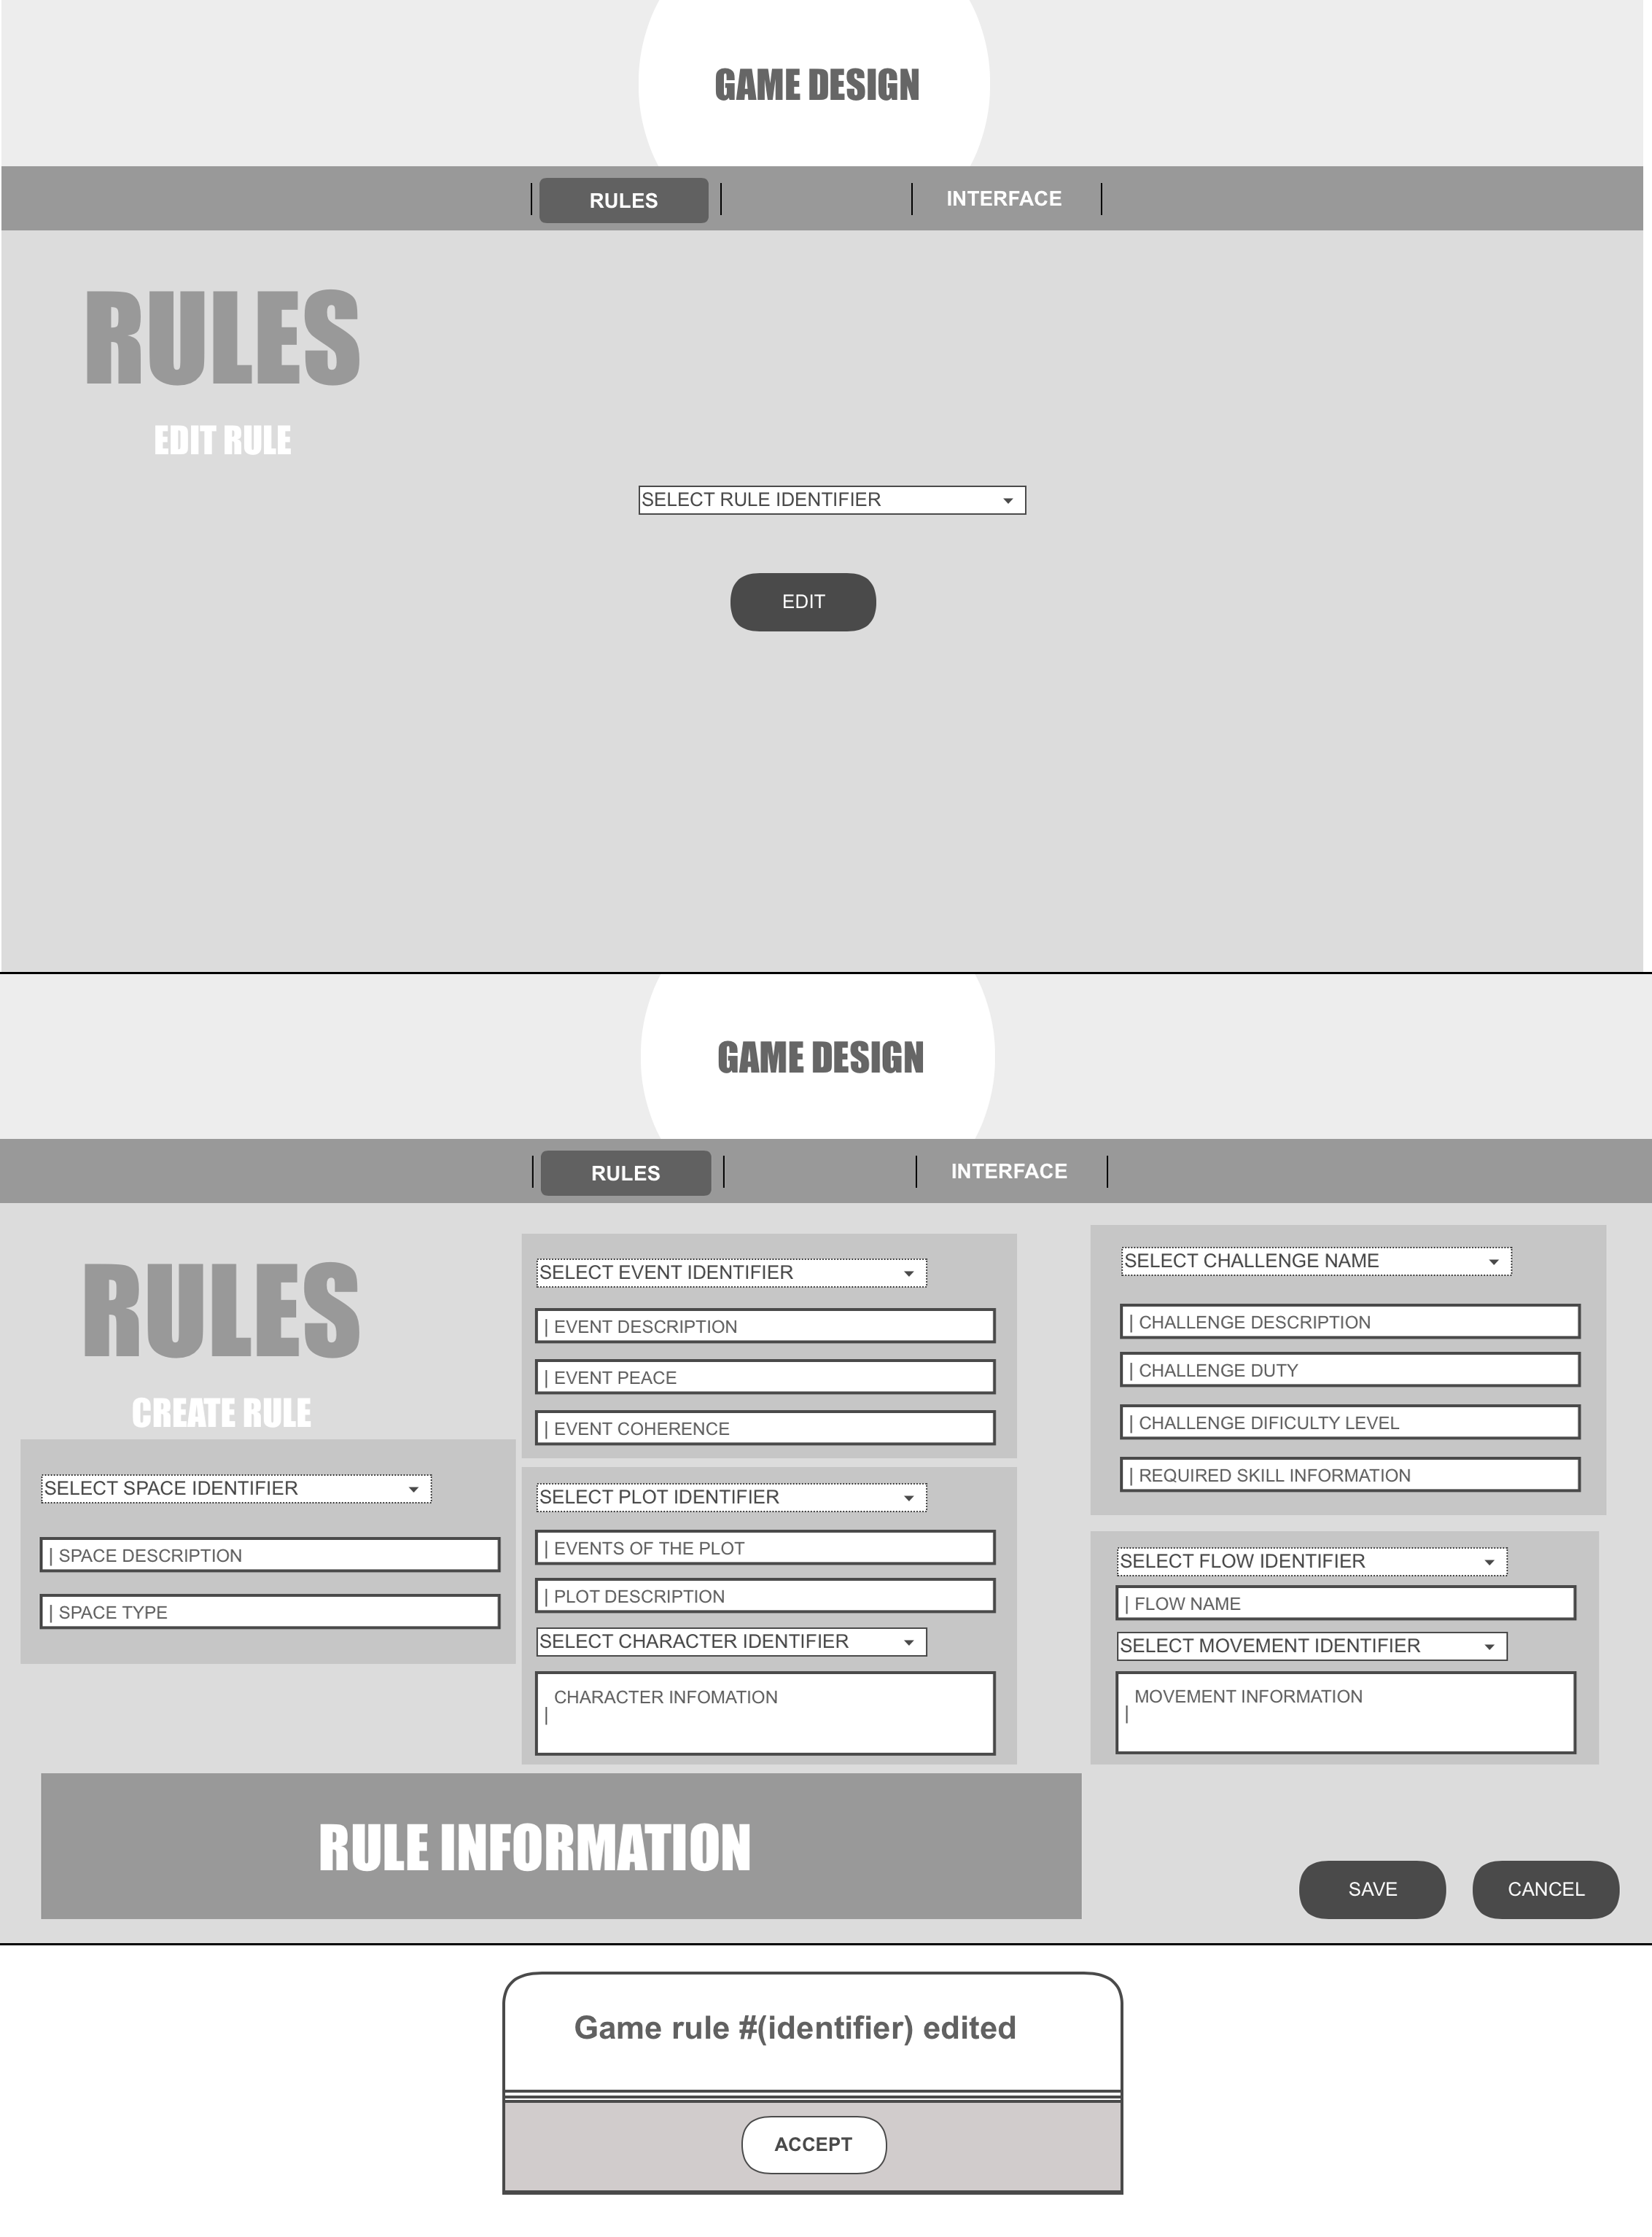 GAME DESIGN
RULES
INTERFACE
RULES
EDIT RULE
SELECT RULE IDENTIFIER
EDIT
GAME DESIGN
RULES
INTERFACE
RULES
CREATE RULE
SELECT SPACE IDENTIFIER
| SPACE DESCRIPTION
| SPACE TYPE
SELECT EVENT IDENTIFIER
| EVENT DESCRIPTION
| EVENT PEACE
| EVENT COHERENCE
SELECT PLOT IDENTIFIER
| EVENTS OF THE PLOT
| PLOT DESCRIPTION
SELECT CHARACTER IDENTIFIER
CHARACTER INFOMATION
|
SELECT CHALLENGE NAME
| CHALLENGE DESCRIPTION
| CHALLENGE DUTY
| CHALLENGE DIFICULTY LEVEL
| REQUIRED SKILL INFORMATION
SELECT FLOW IDENTIFIER
| FLOW NAME
SELECT MOVEMENT IDENTIFIER
MOVEMENT INFORMATION
|
RULE INFORMATION
SAVE
CANCEL
Game rule #(identifier) edited
ACCEPT